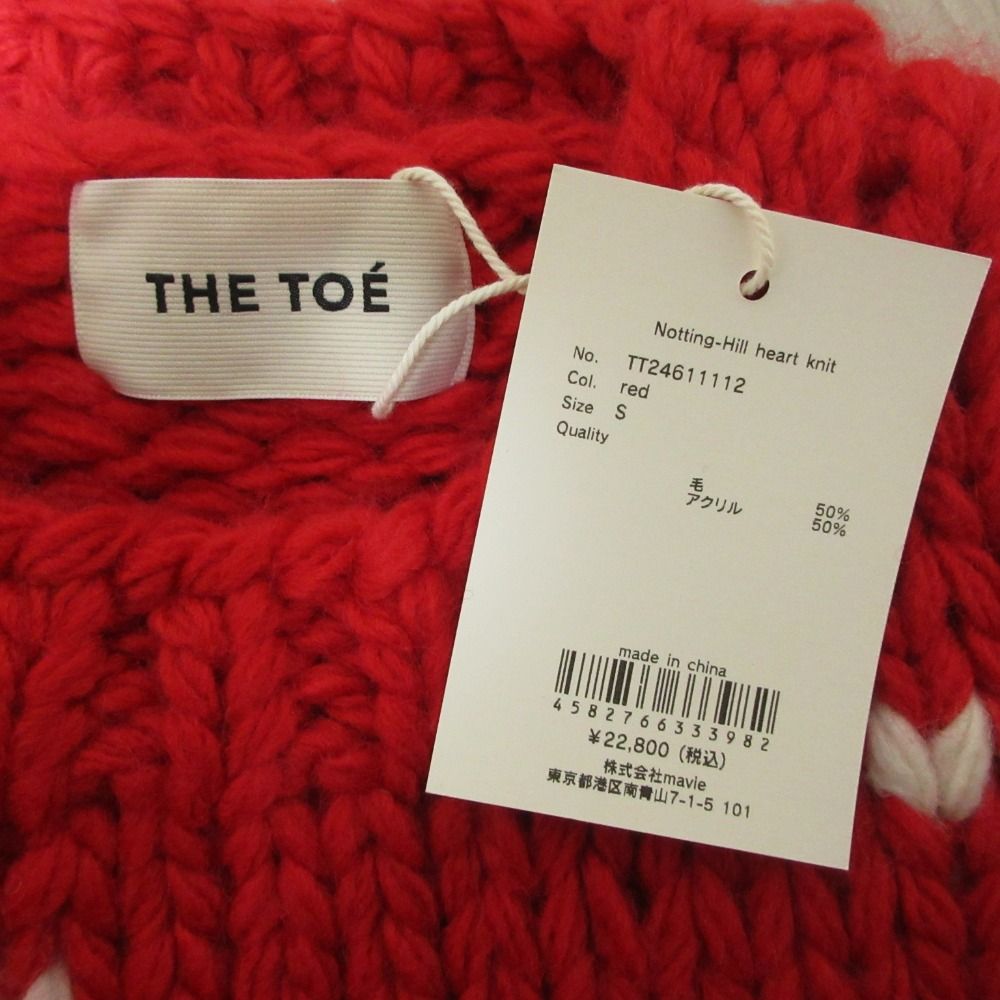 THE TOÉ
Notting-Hill heart knit
No. TT24611112
Col. red
Size S
Quality
毛 50%
アクリル 50%
made in china
4582766333982
¥22,800 (税込)
株式会社mavie
東京都港区南青山7-1-5 101